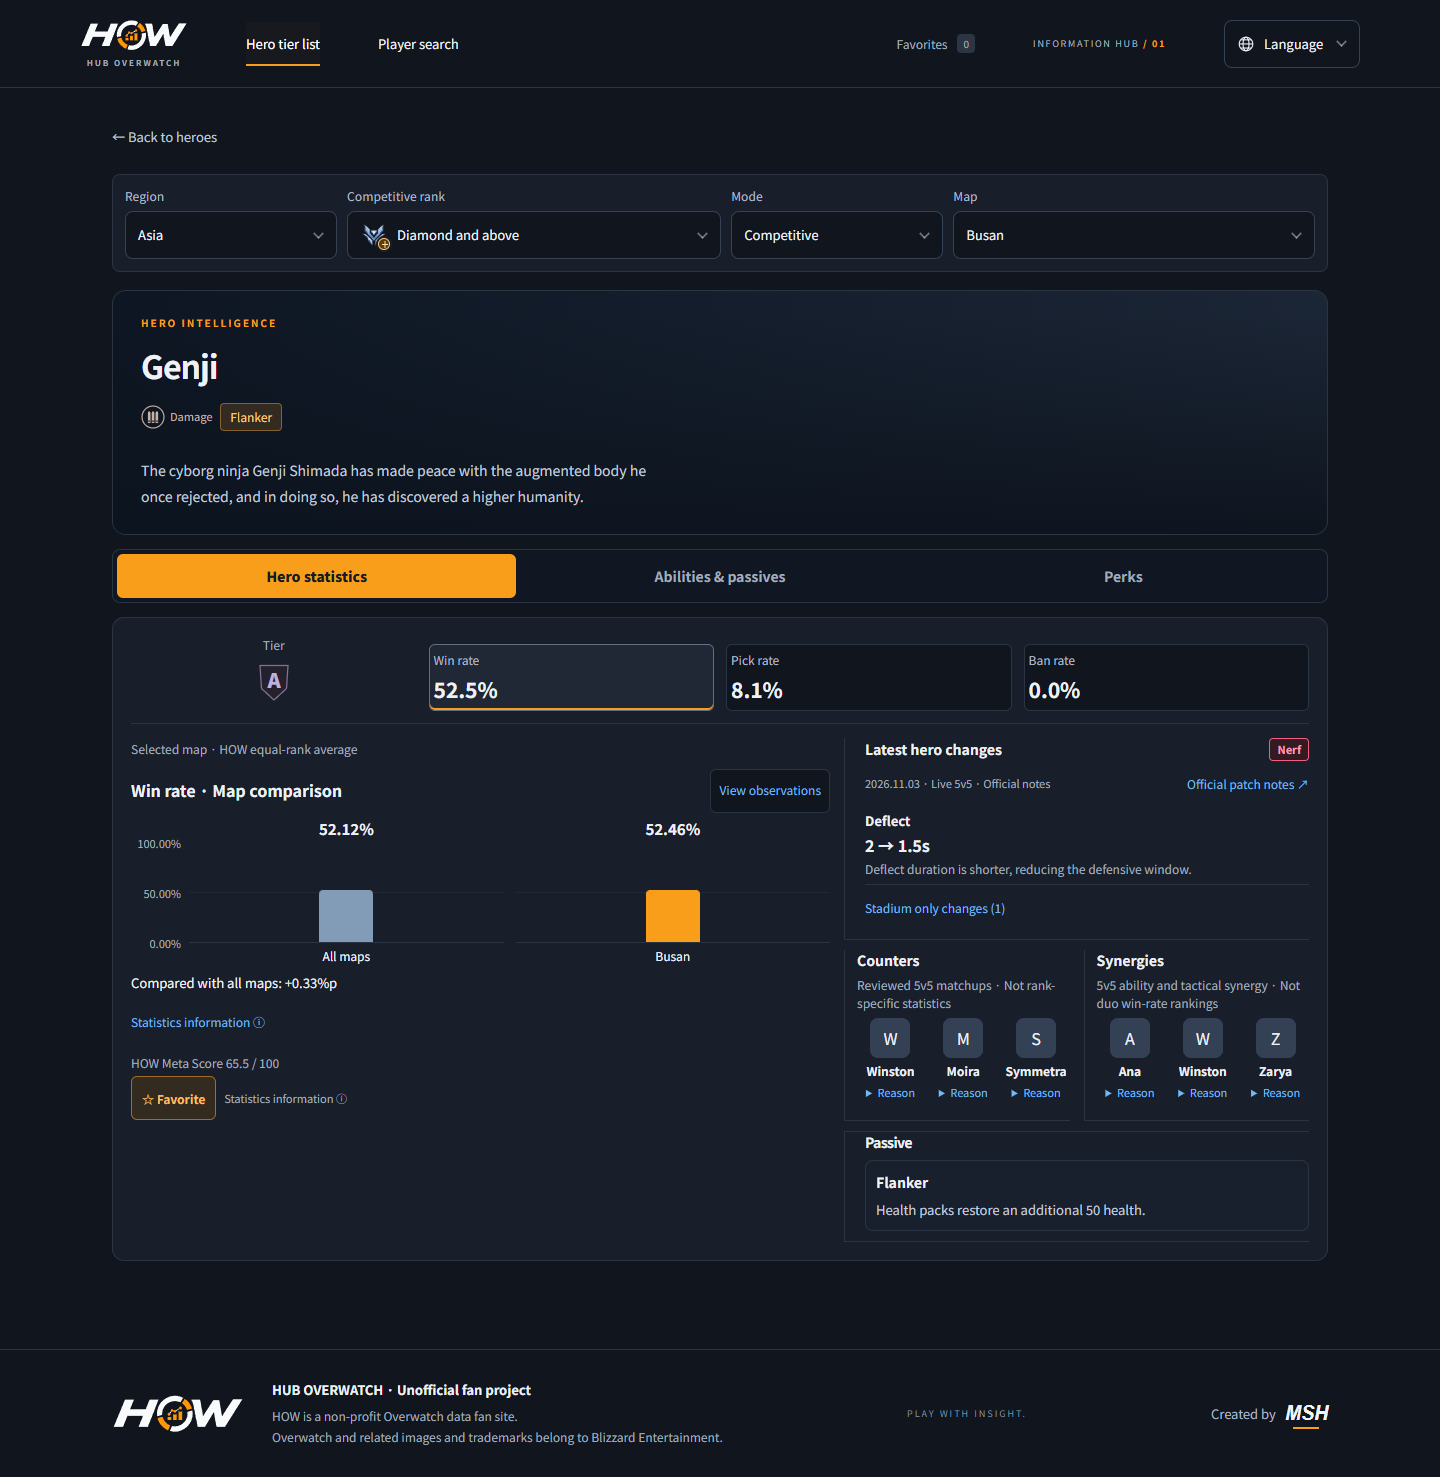 HOW
HUB OVERWATCH
Hero tier list
Player search
Favorites 0
INFORMATION HUB / 01
Language
← Back to heroes
Region
Competitive rank
Mode
Map
Asia
Diamond and above
Competitive
Busan
HERO INTELLIGENCE
Genji
Damage
Flanker
The cyborg ninja Genji Shimada has made peace with the augmented body he
once rejected, and in doing so, he has discovered a higher humanity.
Hero statistics
Abilities & passives
Perks
Tier
A
Win rate
52.5%
Pick rate
8.1%
Ban rate
0.0%
Selected map · HOW equal-rank average
Win rate · Map comparison
View observations
52.12%
52.46%
100.00%
50.00%
0.00%
All maps
Busan
Compared with all maps: +0.33%p
Statistics information ⓘ
HOW Meta Score 65.5 / 100
☆ Favorite
Statistics information ⓘ
Latest hero changes
Nerf
2026.11.03 · Live 5v5 · Official notes
Official patch notes ↗
Deflect
2 → 1.5s
Deflect duration is shorter, reducing the defensive window.
Stadium only changes (1)
Counters
Reviewed 5v5 matchups · Not rank-
specific statistics
W
M
S
Winston
Moira
Symmetra
▶ Reason
▶ Reason
▶ Reason
Synergies
5v5 ability and tactical synergy · Not
duo win-rate rankings
A
W
Z
Ana
Winston
Zarya
▶ Reason
▶ Reason
▶ Reason
Passive
Flanker
Health packs restore an additional 50 health.
HOW
HUB OVERWATCH · Unofficial fan project
HOW is a non-profit Overwatch data fan site.
Overwatch and related images and trademarks belong to Blizzard Entertainment.
PLAY WITH INSIGHT.
Created by MSH